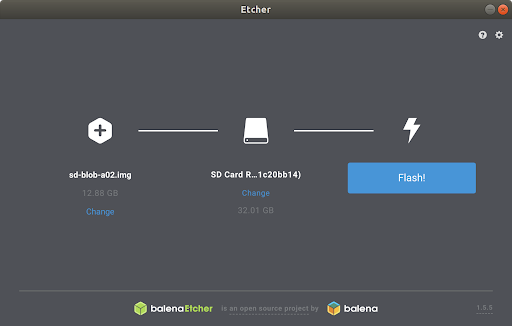 Etcher
sd-blob-a02.img
SD Card R...1c20bb14)
Flash!
12.88 GB
Change
Change
32.01 GB
balenaEtcher is an open source project by balena
1.5.5